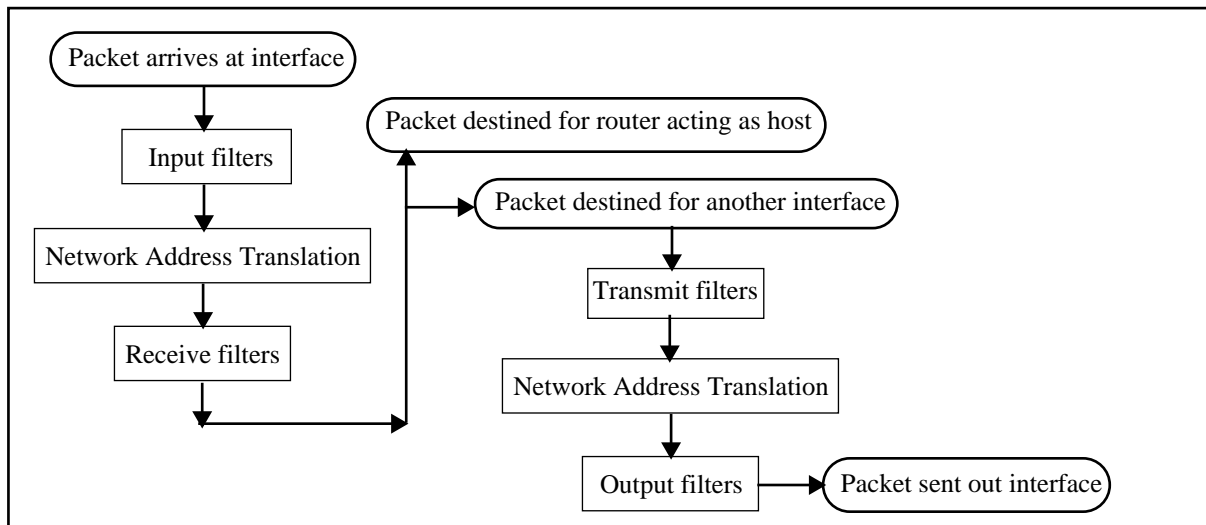 Packet arrives at interface
Input filters
Network Address Translation
Receive filters
Packet destined for router acting as host
Packet destined for another interface
Transmit filters
Network Address Translation
Output filters
Packet sent out interface